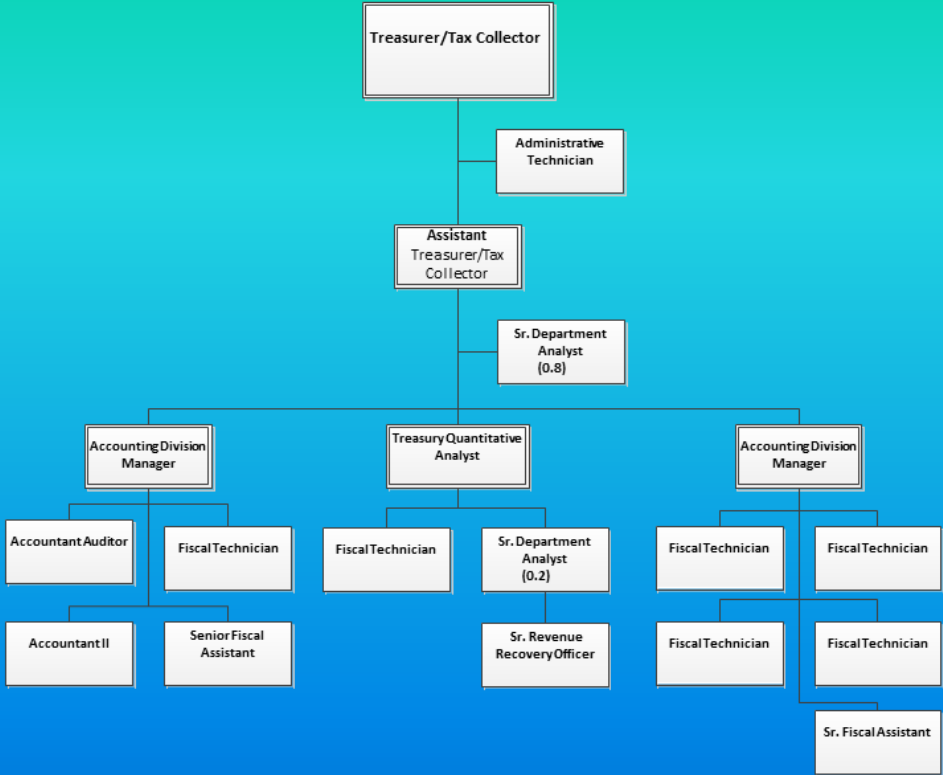 Treasurer/Tax Collector
Administrative
Technician
Assistant
Treasurer/Tax
Collector
Sr. Department
Analyst
(0.8)
Accounting Division
Manager
Treasury Quantitative
Analyst
Accounting Division
Manager
Accountant Auditor
Fiscal Technician
Fiscal Technician
Sr. Department
Analyst
(0.2)
Fiscal Technician
Fiscal Technician
Accountant II
Senior Fiscal
Assistant
Sr. Revenue
Recovery Officer
Fiscal Technician
Fiscal Technician
Sr. Fiscal Assistant